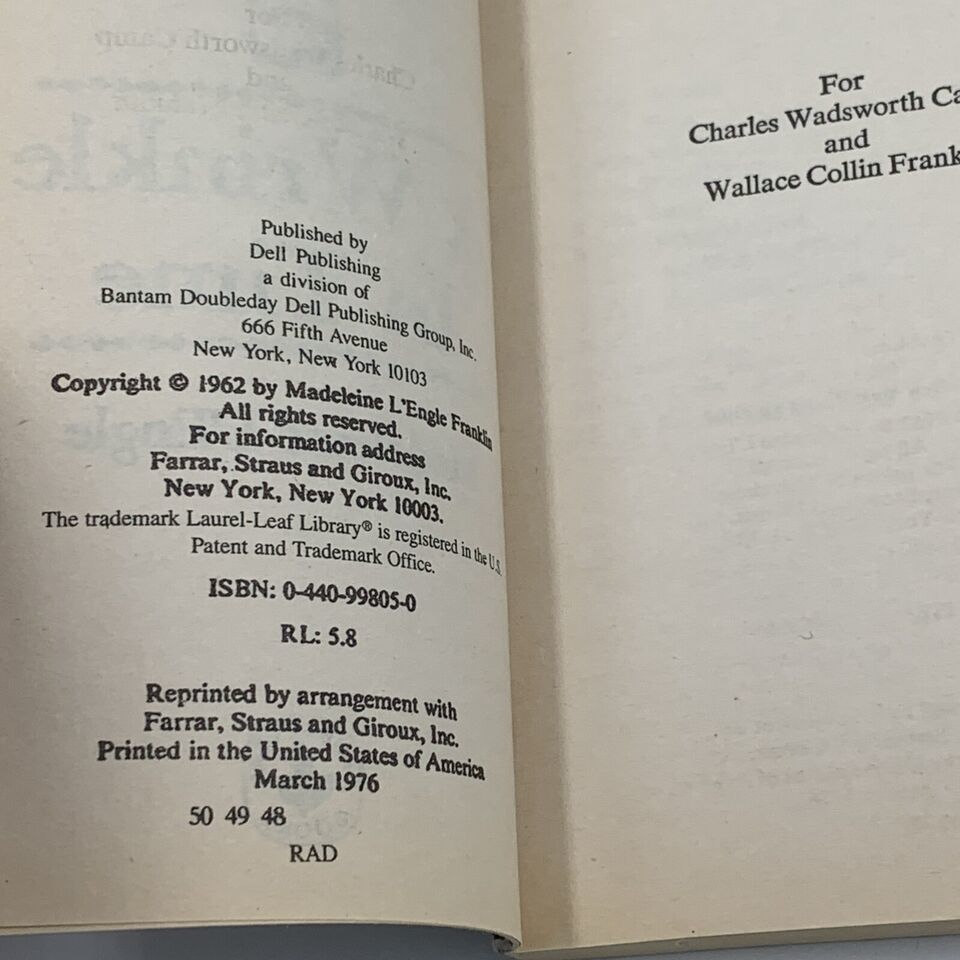 Published by
Dell Publishing
a division of
Bantam Doubleday Dell Publishing Group, Inc.
666 Fifth Avenue
New York, New York 10103
Copyright © 1962 by Madeleine L'Engle Franklin
All rights reserved.
For information address
Farrar, Straus and Giroux, Inc.
New York, New York 10003.
The trademark Laurel-Leaf Library® is registered in the U.S.
Patent and Trademark Office.
ISBN: 0-440-99805-0
RL: 5.8
Reprinted by arrangement with
Farrar, Straus and Giroux, Inc.
Printed in the United States of America
March 1976
50 49 48
RAD
For
Charles Wadsworth Ca
and
Wallace Collin Frank